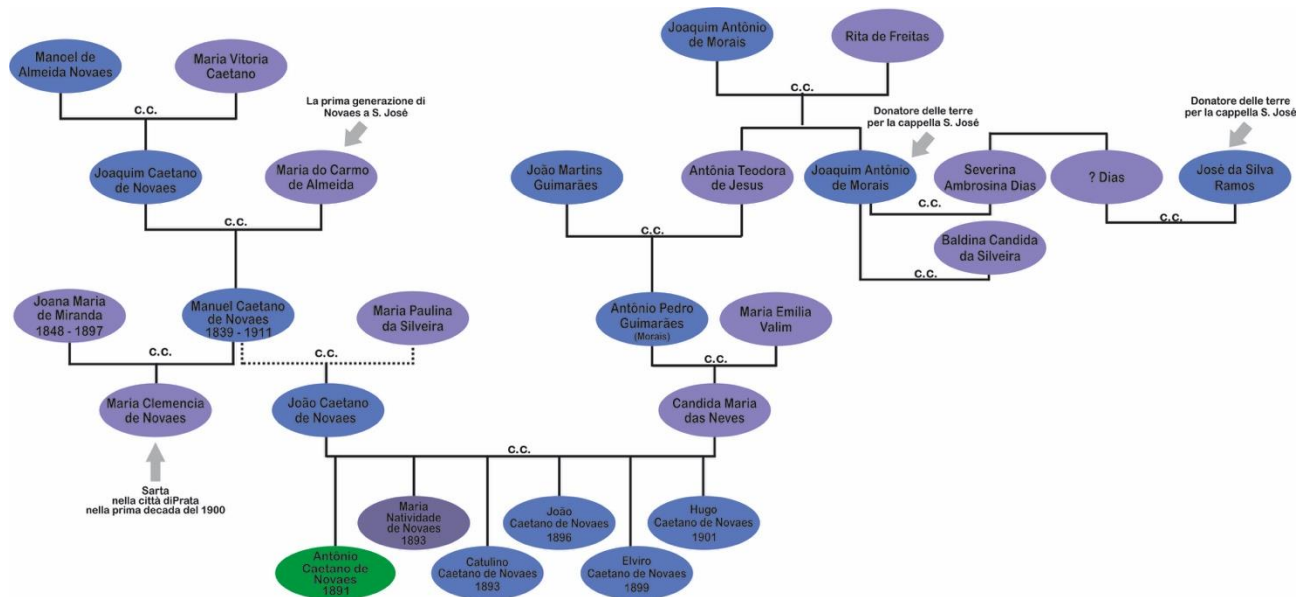 Joaquim Antônio
de Morais
Rita de Freitas
Manoel de
Almeida Novaes
Maria Vitoria
Caetano
c.c.
c.c.
La prima generazione di
Novaes a S. José
Donatore delle terre
per la cappella S. José
Donatore delle terre
per la cappella S. José
Joaquim Caetano
de Novaes
Maria do Carmo
de Almeida
João Martins
Guimarães
Antônia Teodora
de Jesus
Joaquim Antônio
de Morais
Severina
Ambrosina Dias
? Dias
Josè da Silva
Ramos
c.c.
c.c.
c.c.
c.c.
Baldina Candida
da Silveira
c.c.
Joana Maria
de Miranda
1848 - 1897
Manuel Caetano
de Novaes
1839 - 1911
Maria Paulina
da Silveira
Antônio Pedro
Guimarães
(Morais)
Maria Emília
Valim
c.c.
c.c.
c.c.
Maria Clemencia
de Novaes
João Caetano
de Novaes
Candida Maria
das Neves
c.c.
Sarta
nella città diPrata
nella prima decada del 1900
Maria
Natividade
de Novaes
1893
João
Caetano de Novaes
1896
Hugo
Caetano de Novaes
1901
Antônio
Caetano de
Novaes
1891
Catulino
Caetano de Novaes
1893
Elviro
Caetano de Novaes
1899